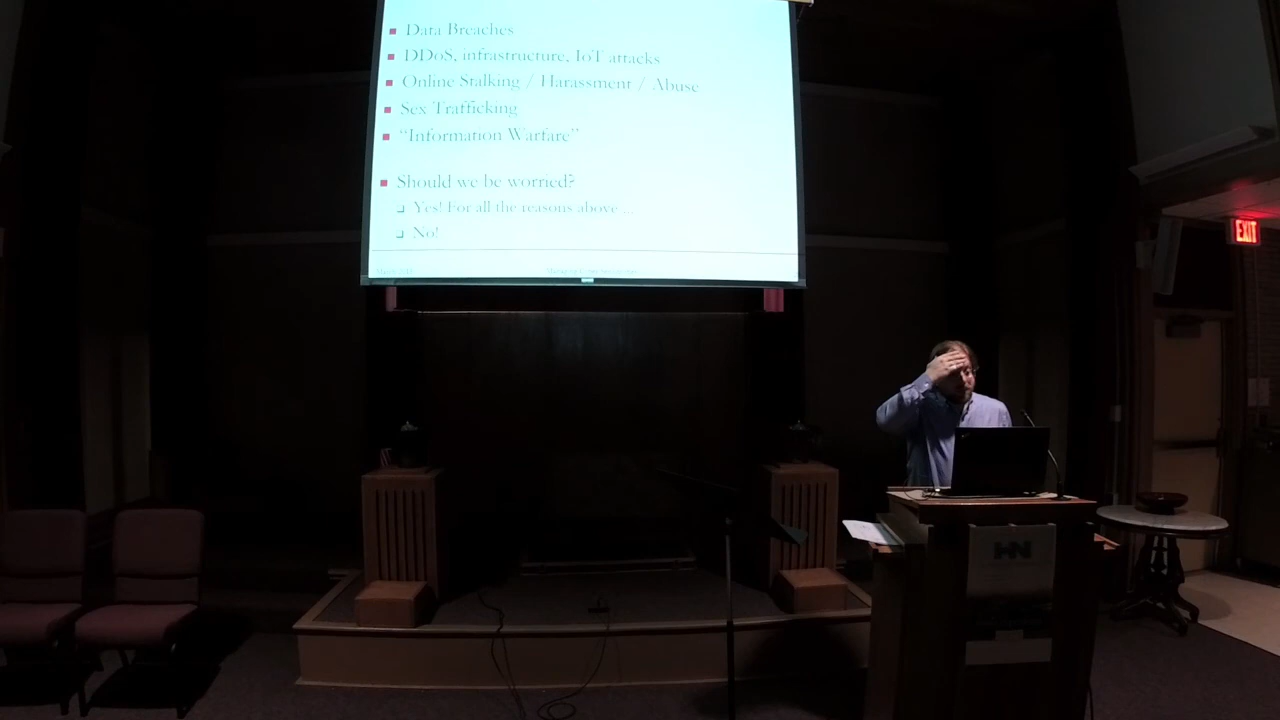 Data Breaches
DDoS, infrastructure, IoT attacks
Online Stalking / Harassment / Abuse
Sex Trafficking
“Information Warfare”
Should we be worried?
Yes! For all the reasons above ...
No!
EXIT
HN